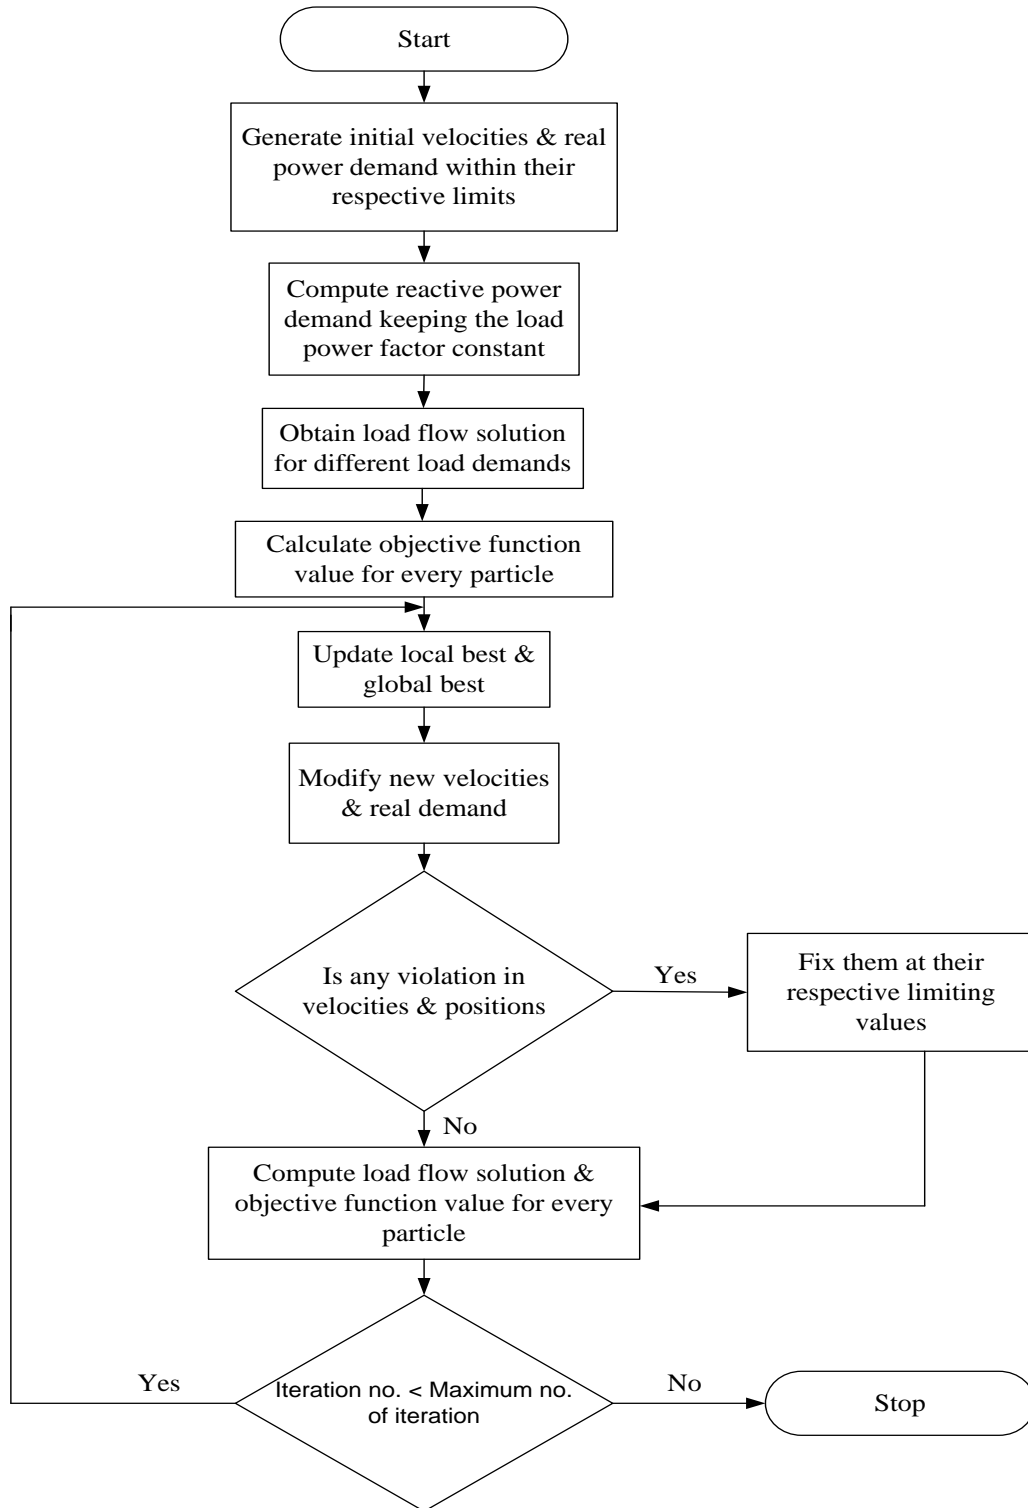 Start
Generate initial velocities & real
power demand within their
respective limits
Compute reactive power
demand keeping the load
power factor constant
Obtain load flow solution
for different load demands
Calculate objective function
value for every particle
Update local best &
global best
Modify new velocities
& real demand
Is any violation in
velocities & positions
Yes
Fix them at their
respective limiting
values
No
Compute load flow solution &
objective function value for every
particle
Yes
Iteration no. < Maximum no.
of iteration
No
Stop